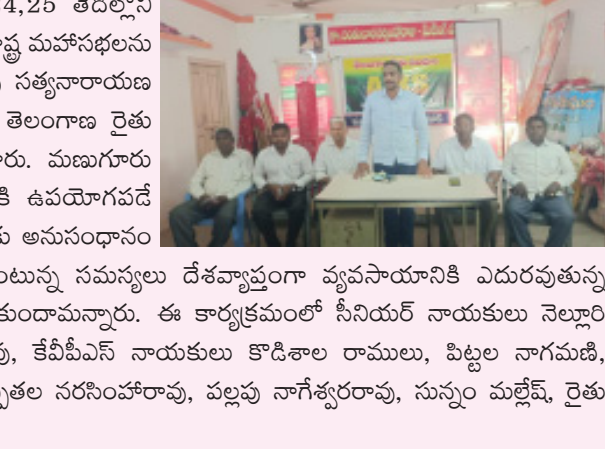 4,25 తేదీల్లోని
రాష్ట్ర మహాసభలను
సత్యనారాయణ
తెలంగాణ రైతు
రు. మణుగూరు
కి ఉపయోగపడే
కు అనుసంధానం
ంటున్న సమస్యలు దేశవ్యాప్తంగా వ్యవసాయానికి ఎదురవుతున్న
కుందామన్నారు. ఈ కార్యక్రమంలో సీనియర్ నాయకులు నెల్లూరి
వు, కేవీపీఎస్ నాయకులు కొడిశాల రాములు, పిట్టల నాగమణి,
తల నరసింహారావు, పల్లపు నాగేశ్వరరావు, సున్నం మల్లేష్, రైతు